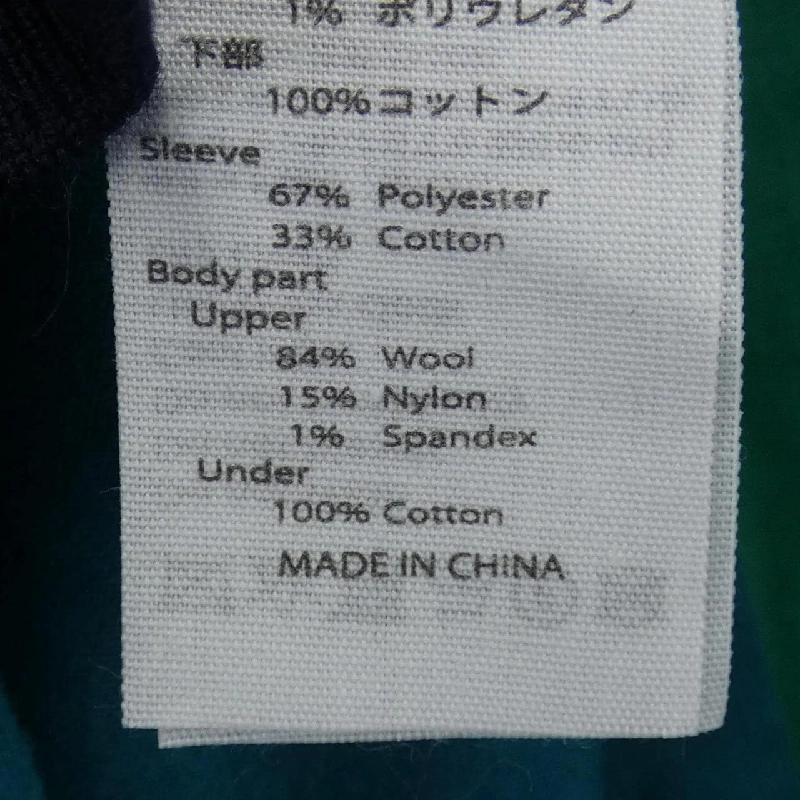 1% ポリウレタン
下部
100% コットン
Sleeve
67% Polyester
33% Cotton
Body part
Upper
84% Wool
15% Nylon
1% Spandex
Under
100% Cotton
MADE IN CHINA